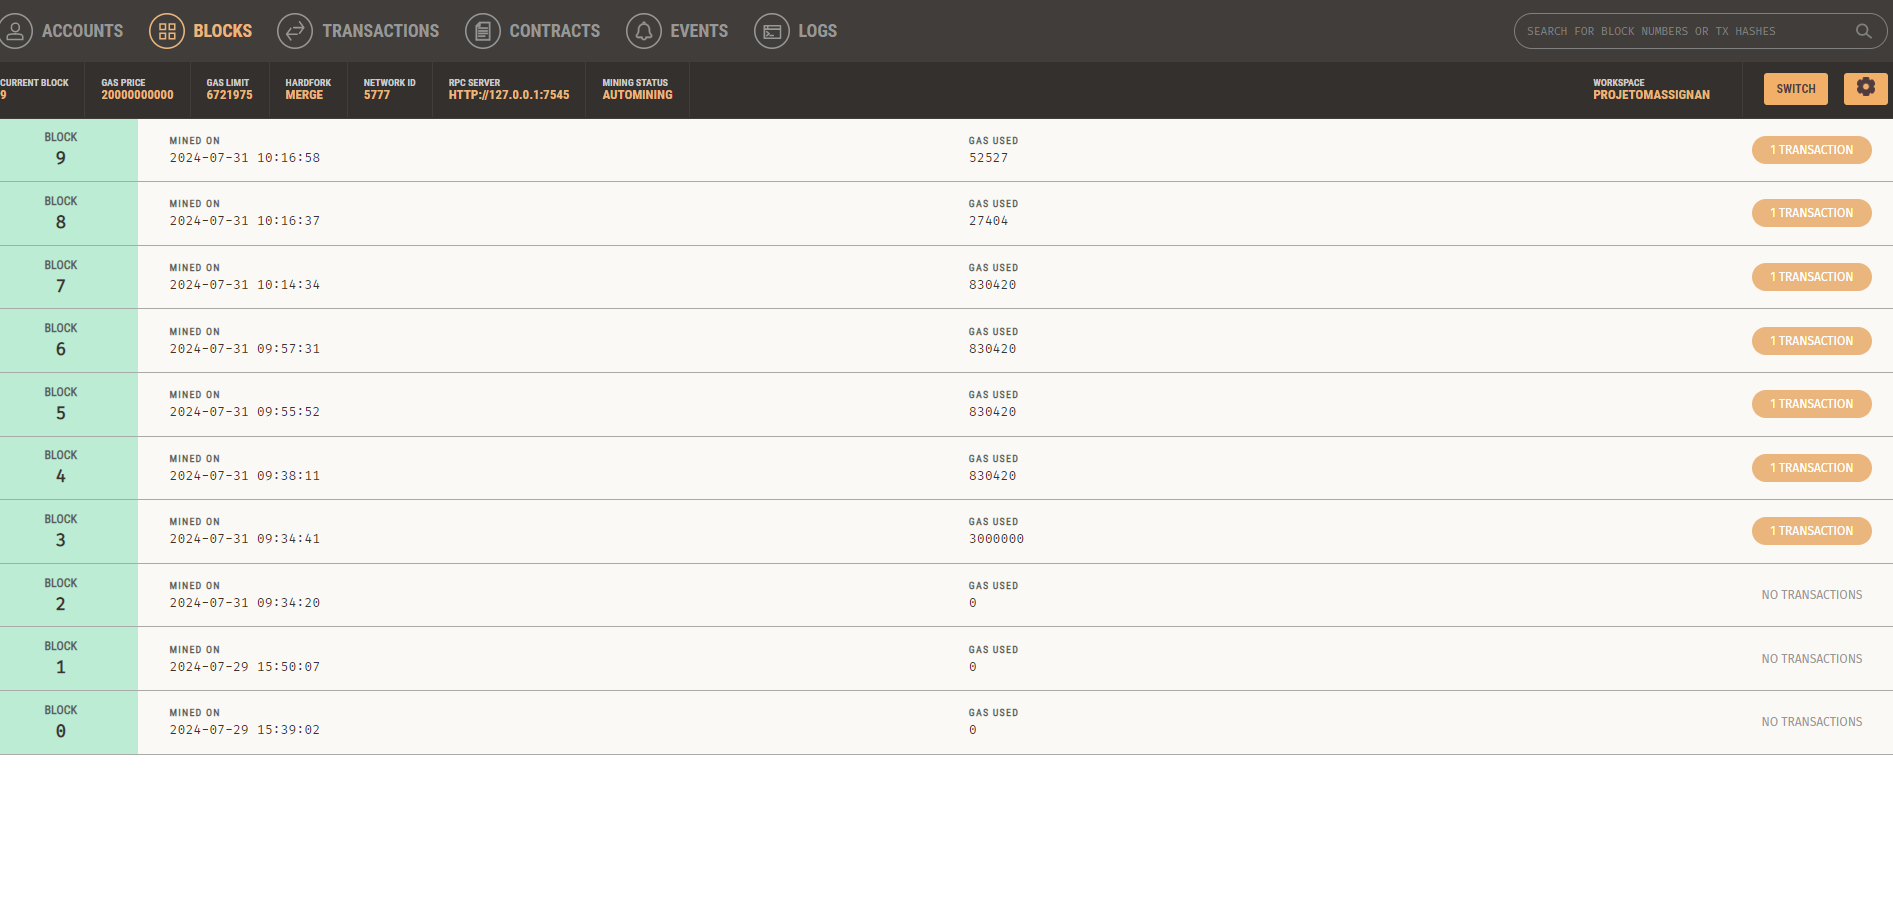 ACCOUNTS BLOCKS TRANSACTIONS CONTRACTS EVENTS LOGS SEARCH FOR BLOCK NUMBERS OR TX HASHES
CURRENT BLOCK GAS PRICE GAS LIMIT HARDFORK NETWORK ID RPC SERVER MINING STATUS WORKSPACE
9 20000000000 6721975 MERGE 5777 HTTP://127.0.0.1:7545 AUTOMINING PROJETOMASSIGNAN SWITCH
BLOCK MINED ON GAS USED
9 2024-07-31 10:16:58 52527 1 TRANSACTION
BLOCK MINED ON GAS USED
8 2024-07-31 10:16:37 27404 1 TRANSACTION
BLOCK MINED ON GAS USED
7 2024-07-31 10:14:34 830420 1 TRANSACTION
BLOCK MINED ON GAS USED
6 2024-07-31 09:57:31 830420 1 TRANSACTION
BLOCK MINED ON GAS USED
5 2024-07-31 09:55:52 830420 1 TRANSACTION
BLOCK MINED ON GAS USED
4 2024-07-31 09:38:11 830420 1 TRANSACTION
BLOCK MINED ON GAS USED
3 2024-07-31 09:34:41 3000000 1 TRANSACTION
BLOCK MINED ON GAS USED
2 2024-07-31 09:34:20 0 NO TRANSACTIONS
BLOCK MINED ON GAS USED
1 2024-07-29 15:50:07 0 NO TRANSACTIONS
BLOCK MINED ON GAS USED
0 2024-07-29 15:39:02 0 NO TRANSACTIONS